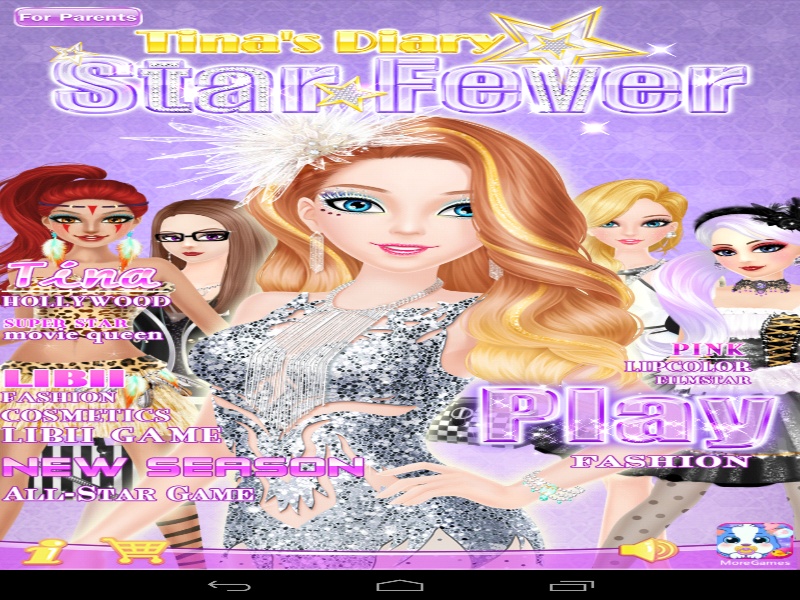 For Parents
Tina's Diary
Star Fever
Tina
HOLLYWOOD
SUPER STAR
movie queen
LIBII
FASHION
COSMETICS
LIBII GAME
NEW SEASON
ALL-STAR GAME
PINK
LIPCOLOR
FILMSTAR
Play
FASHION
MoreGames